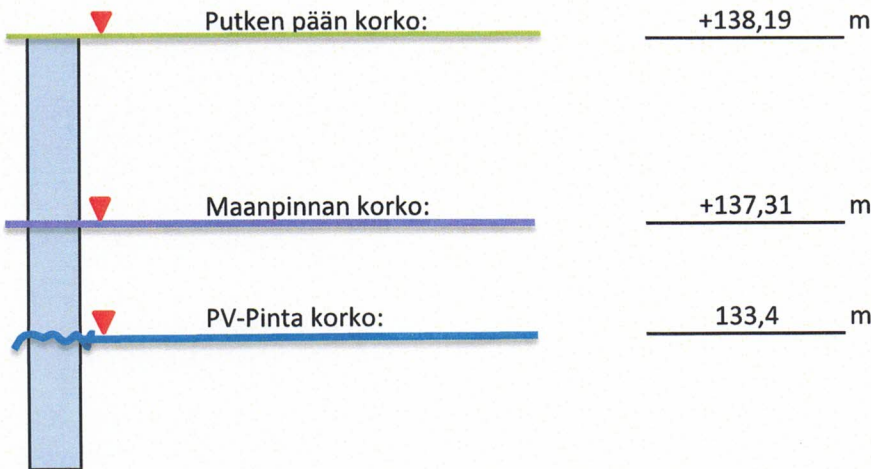 Putken pään korko: +138,19 m
Maanpinnan korko: +137,31 m
PV-Pinta korko: 133,4 m